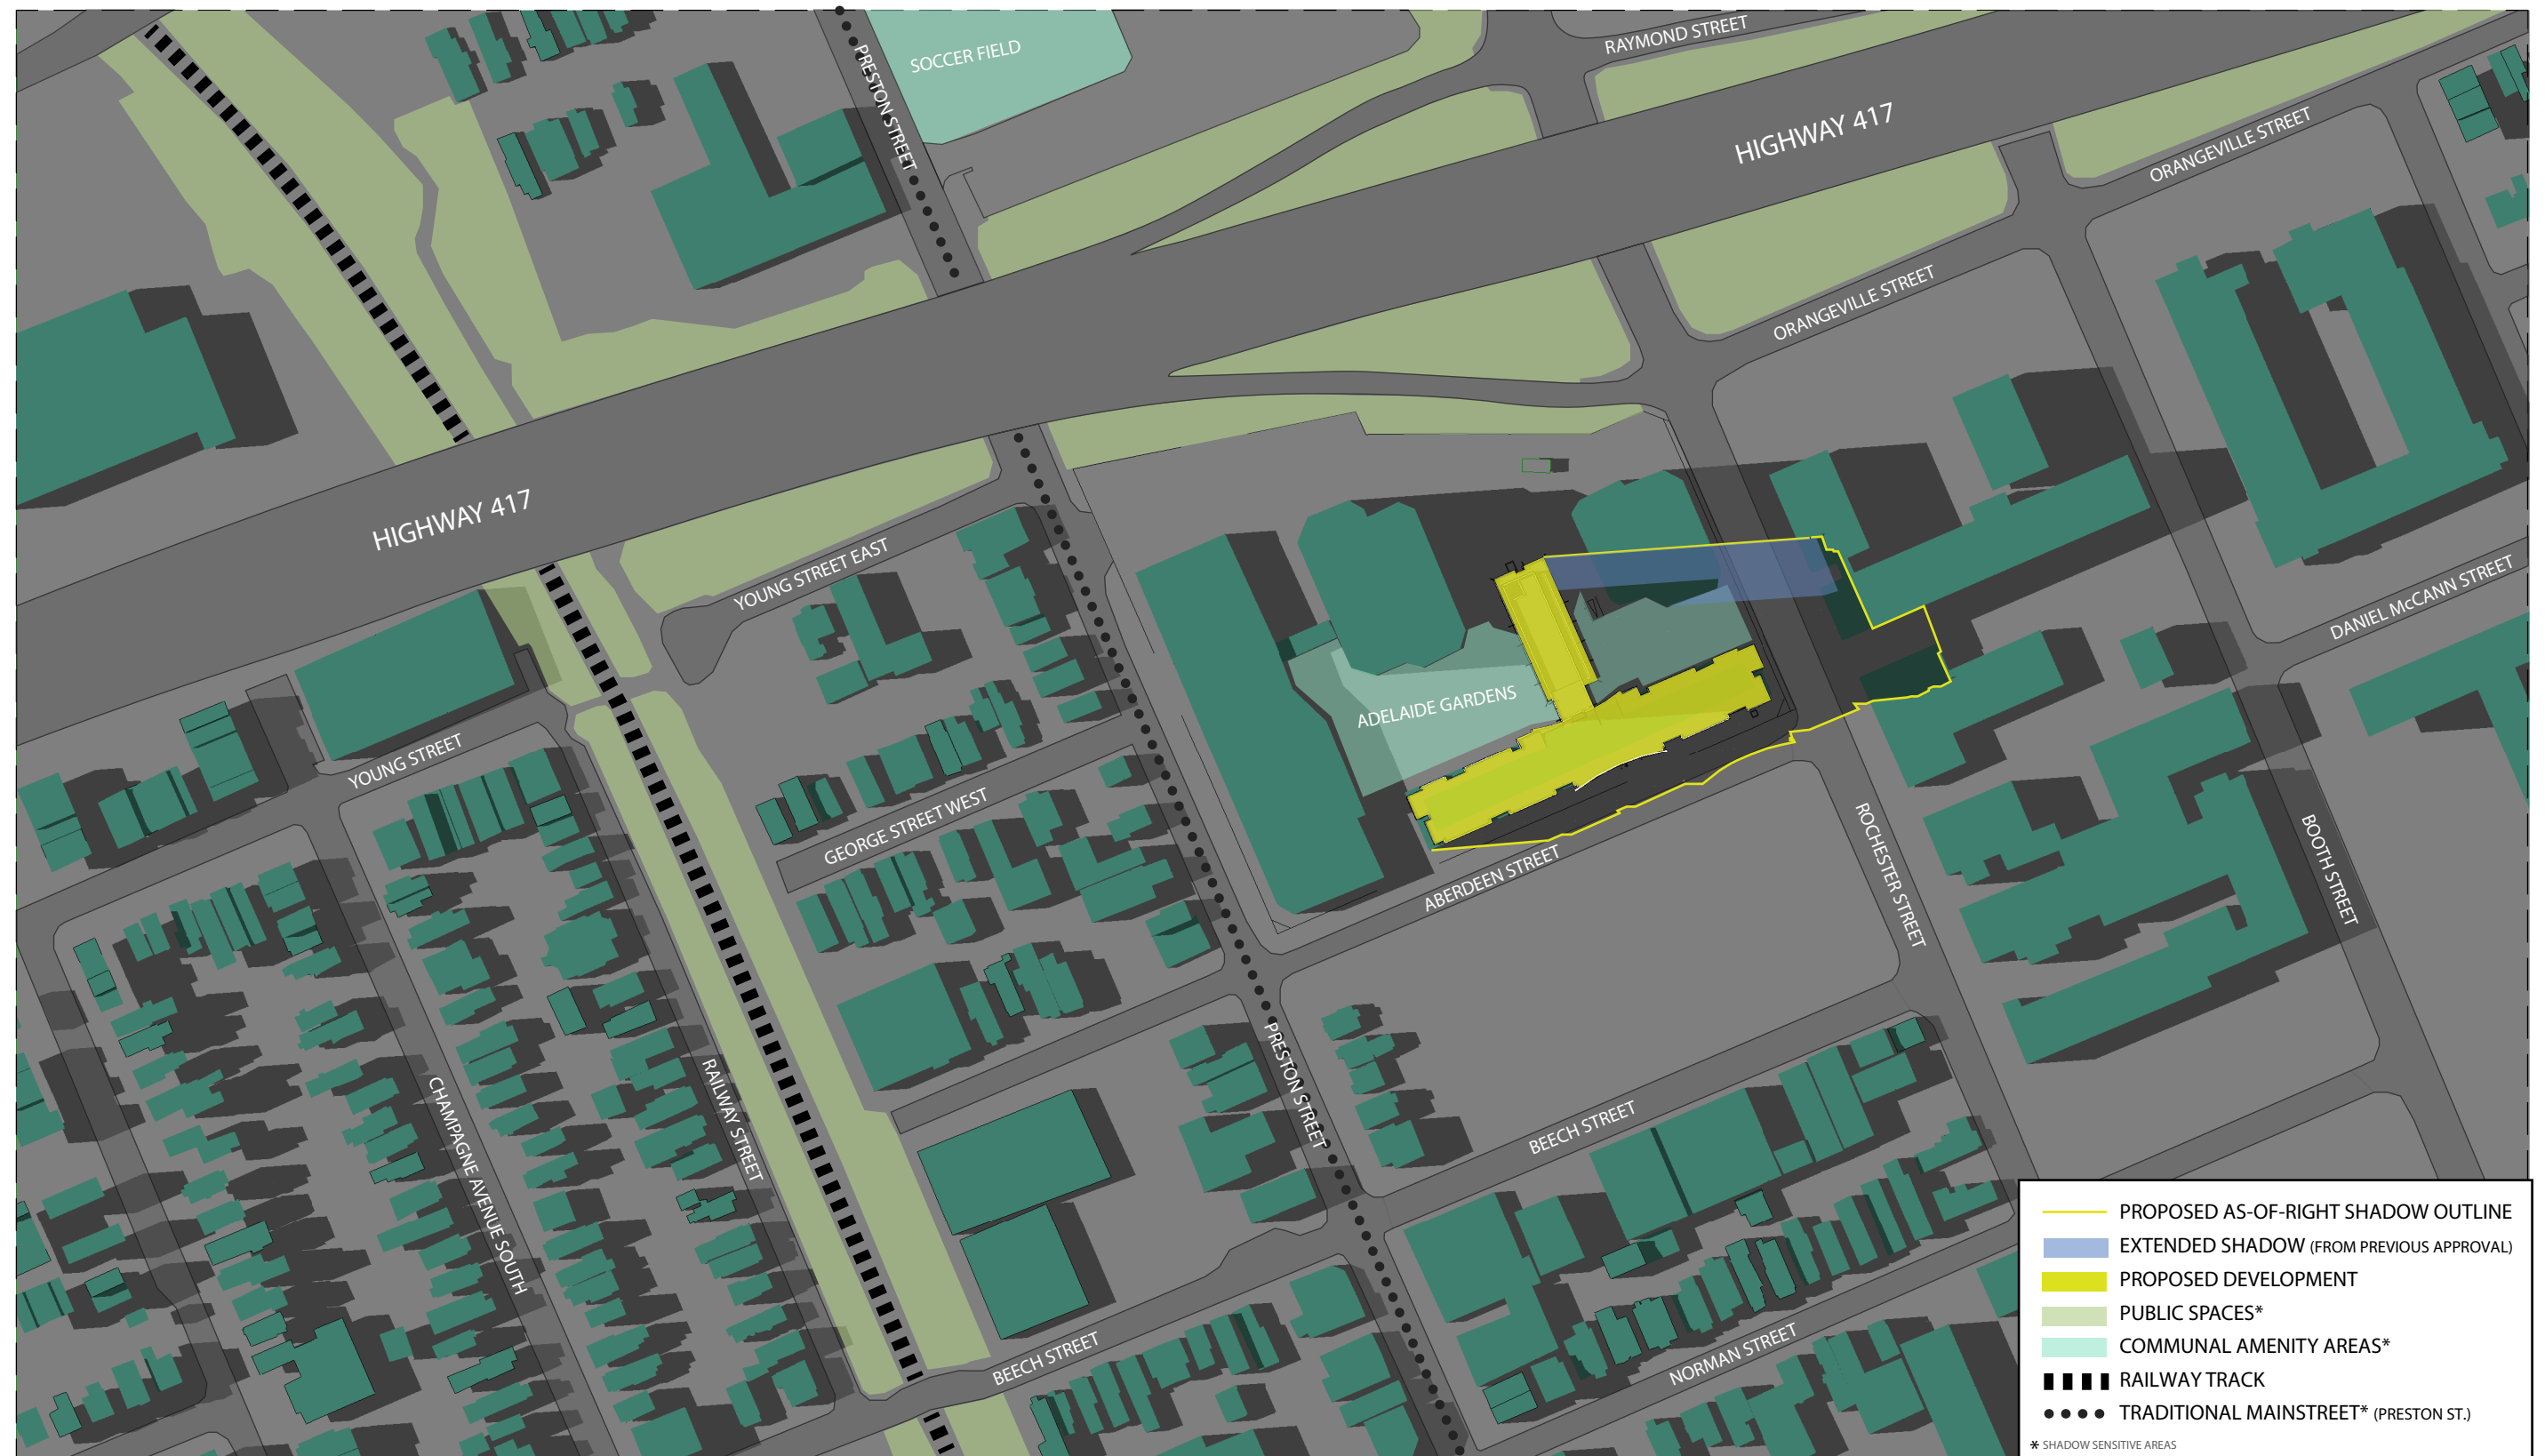 SOCCER FIELD
RAYMOND STREET
PRESTON STREET
HIGHWAY 417
ORANGEVILLE STREET
ORANGEVILLE STREET
HIGHWAY 417
YOUNG STREET EAST
DANIEL McCANN STREET
ADELAIDE GARDENS
YOUNG STREET
GEORGE STREET WEST
ABERDEEN STREET
ROCHESTER STREET
BOOTH STREET
PRESTON STREET
RAILWAY STREET
CHAMPAGNE AVENUE SOUTH
BEECH STREET
BEECH STREET
NORMAN STREET
PROPOSED AS-OF-RIGHT SHADOW OUTLINE
EXTENDED SHADOW (FROM PREVIOUS APPROVAL)
PROPOSED DEVELOPMENT
PUBLIC SPACES*
COMMUNAL AMENITY AREAS*
RAILWAY TRACK
TRADITIONAL MAINSTREET* (PRESTON ST.)
* SHADOW SENSITIVE AREAS